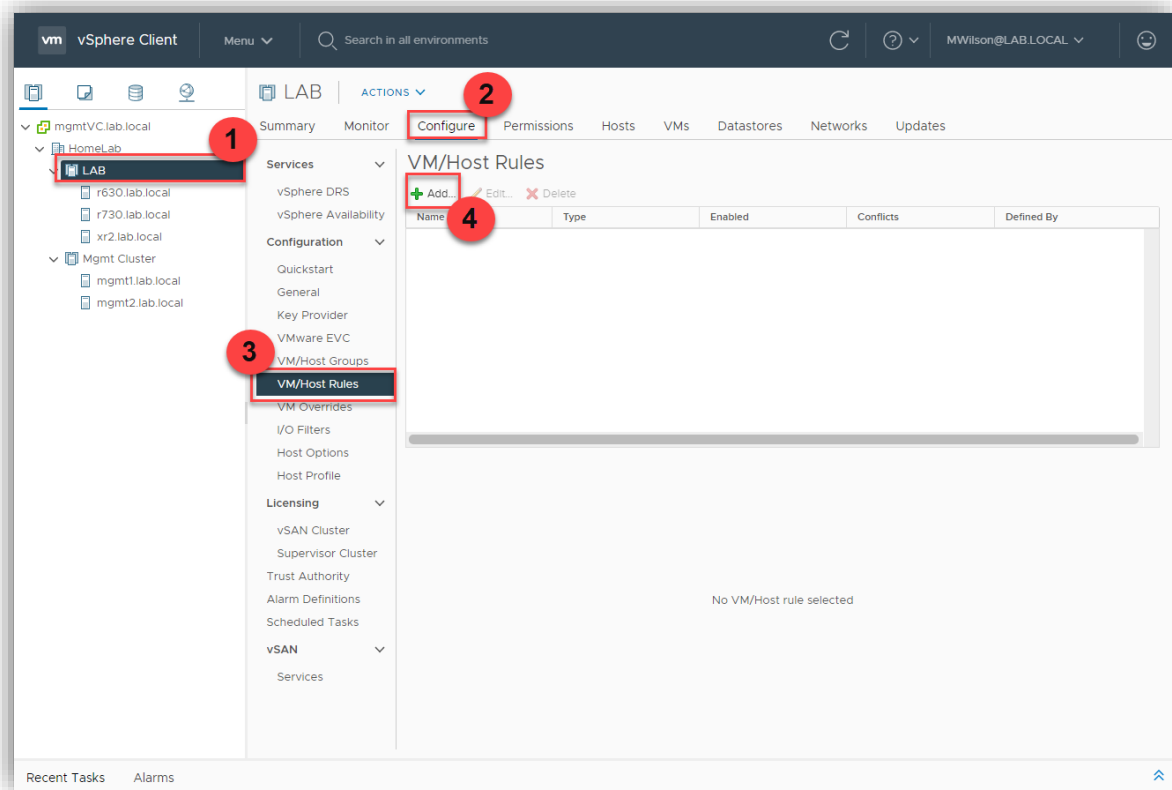 vm vSphere Client Menu Search in all environments ? MWilson@LAB.LOCAL
LAB ACTIONS 2
Summary Monitor Configure Permissions Hosts VMs Datastores Networks Updates
mgmtVC.lab.local
1
HomeLab
LAB
r630.lab.local
r730.lab.local
xr2.lab.local
Mgmt Cluster
mgmt1.lab.local
mgmt2.lab.local
Services
vSphere DRS
vSphere Availability
Configuration
Quickstart
General
Key Provider
VMware EVC
3
VM/Host Groups
VM/Host Rules
VM Overrides
I/O Filters
Host Options
Host Profile
Licensing
vSAN Cluster
Supervisor Cluster
Trust Authority
Alarm Definitions
Scheduled Tasks
vSAN
Services
VM/Host Rules
Add... Edit... Delete
4
Name Type Enabled Conflicts Defined By
No VM/Host rule selected
Recent Tasks Alarms